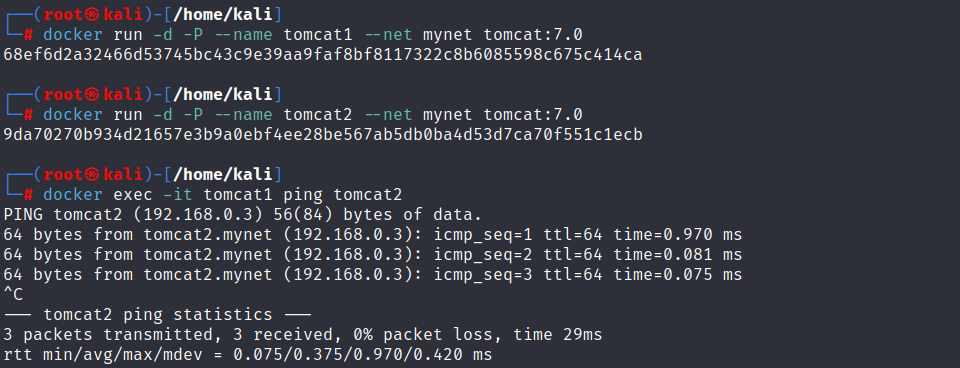 ┌──(root㉿kali)-[/home/kali]
└─# docker run -d -P --name tomcat1 --net mynet tomcat:7.0
68ef6d2a32466d53745bc43c9e39aa9faf8bf8117322c8b6085598c675c414ca
┌──(root㉿kali)-[/home/kali]
└─# docker run -d -P --name tomcat2 --net mynet tomcat:7.0
9da70270b934d21657e3b9a0ebf4ee28be567ab5db0ba4d53d7ca70f551c1ecb
┌──(root㉿kali)-[/home/kali]
└─# docker exec -it tomcat1 ping tomcat2
PING tomcat2 (192.168.0.3) 56(84) bytes of data.
64 bytes from tomcat2.mynet (192.168.0.3): icmp_seq=1 ttl=64 time=0.970 ms
64 bytes from tomcat2.mynet (192.168.0.3): icmp_seq=2 ttl=64 time=0.081 ms
64 bytes from tomcat2.mynet (192.168.0.3): icmp_seq=3 ttl=64 time=0.075 ms
^C
--- tomcat2 ping statistics ---
3 packets transmitted, 3 received, 0% packet loss, time 29ms
rtt min/avg/max/mdev = 0.075/0.375/0.970/0.420 ms